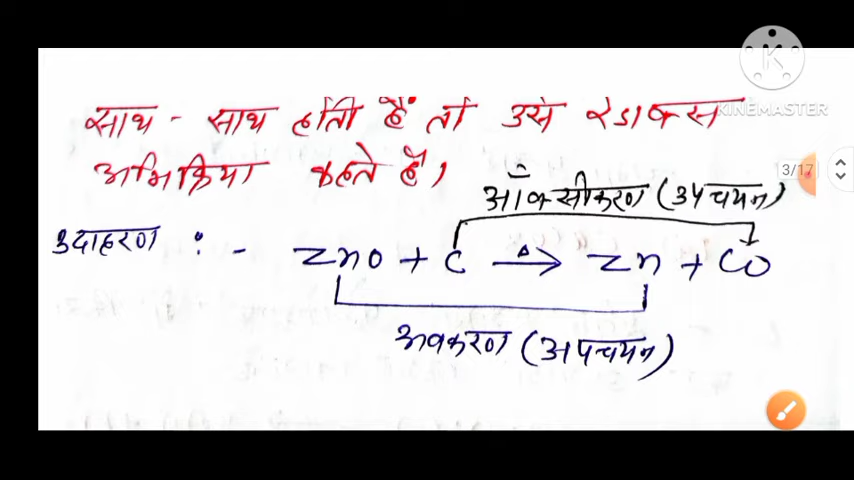 साथ - साथ होती हैं तो उसे रेडाक्स
अभिक्रिया कहते हैं,
ऑक्सीकरण (उपचयन)
उदाहरण :- ZnO + C →Δ Zn + CO
अवकरण (अपचयन)
KINEMASTER
3/17